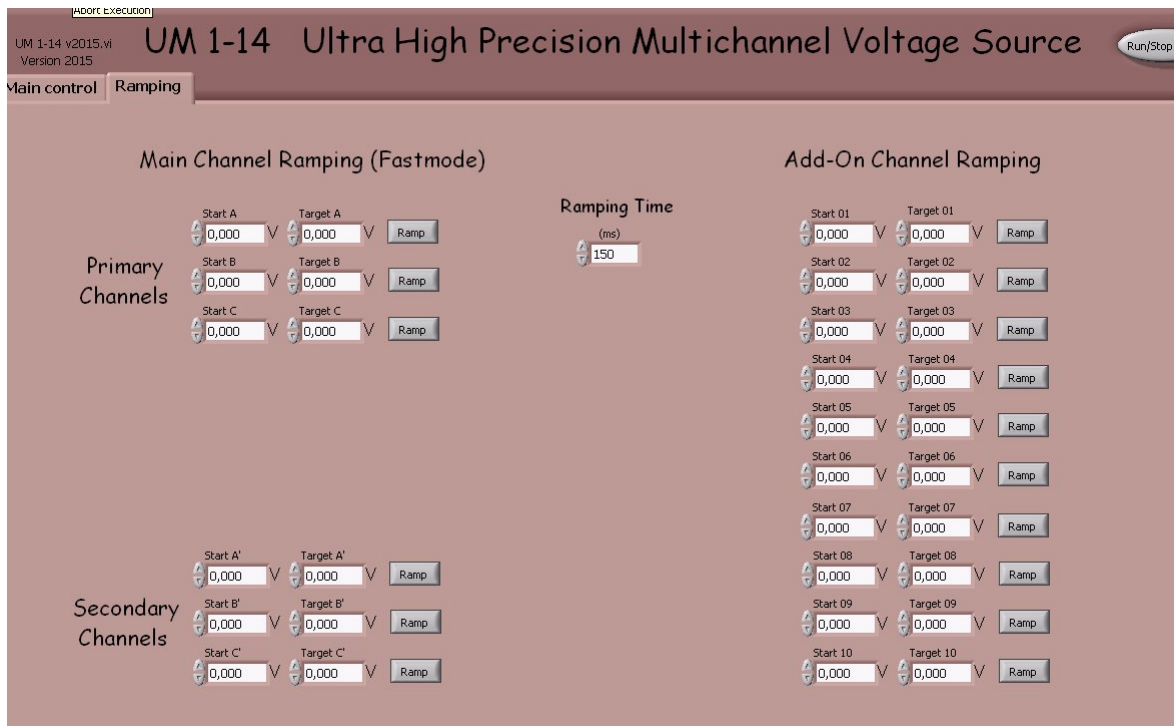 Abort Execution
UM 1-14 v2015.vi
Version 2015
UM 1-14 Ultra High Precision Multichannel Voltage Source
Run/Stop
Main control Ramping
Main Channel Ramping (Fastmode)
Primary
Channels
Start A Target A
0,000 V 0,000 V Ramp
Start B Target B
0,000 V 0,000 V Ramp
Start C Target C
0,000 V 0,000 V Ramp
Secondary
Channels
Start A' Target A'
0,000 V 0,000 V Ramp
Start B' Target B'
0,000 V 0,000 V Ramp
Start C' Target C'
0,000 V 0,000 V Ramp
Ramping Time
(ms)
150
Add-On Channel Ramping
Start 01 Target 01
0,000 V 0,000 V Ramp
Start 02 Target 02
0,000 V 0,000 V Ramp
Start 03 Target 03
0,000 V 0,000 V Ramp
Start 04 Target 04
0,000 V 0,000 V Ramp
Start 05 Target 05
0,000 V 0,000 V Ramp
Start 06 Target 06
0,000 V 0,000 V Ramp
Start 07 Target 07
0,000 V 0,000 V Ramp
Start 08 Target 08
0,000 V 0,000 V Ramp
Start 09 Target 09
0,000 V 0,000 V Ramp
Start 10 Target 10
0,000 V 0,000 V Ramp